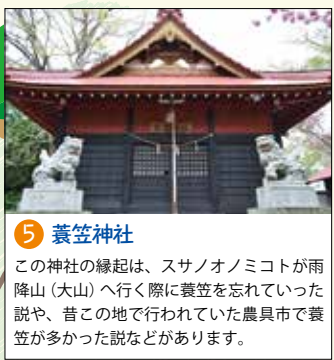 5 蓑笠神社
この神社の縁起は、スサノオノミコトが雨
降山（大山）へ行く際に蓑笠を忘れていった
説や、昔この地で行われていた農具市で蓑
笠が多かった説などがあります。